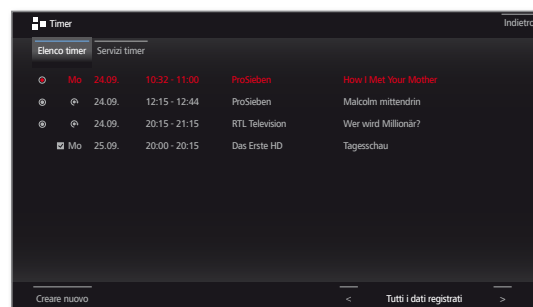 Timer Indietro
Elenco timer Servizi timer
Mo 24.09. 10:32 - 11:00 ProSieben How I Met Your Mother
24.09. 12:15 - 12:44 ProSieben Malcolm mittendrin
24.09. 20:15 - 21:15 RTL Television Wer wird Millionär?
Mo 25.09. 20:00 - 20:15 Das Erste HD Tagesschau
Creare nuovo < Tutti i dati registrati >